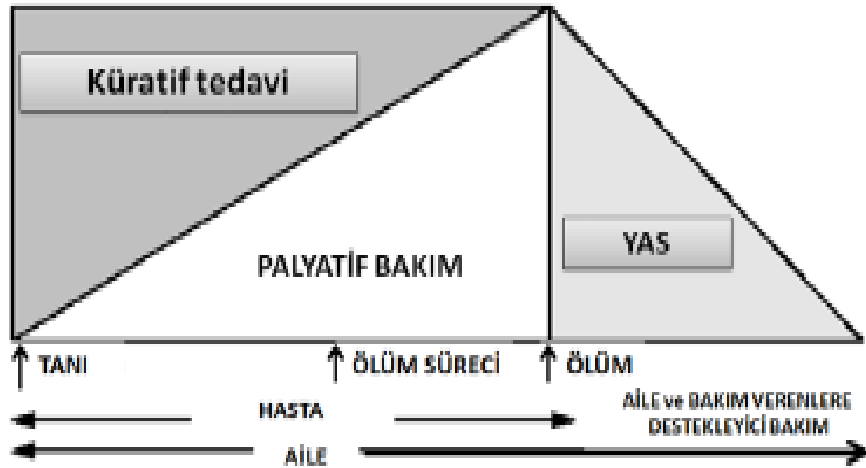 Küratif tedavi
PALYATİF BAKIM
YAS
TANI
ÖLÜM SÜRECİ
ÖLÜM
HASTA
AİLE ve BAKIM VERENLERE
DESTEKLEYİCİ BAKIM
AİLE